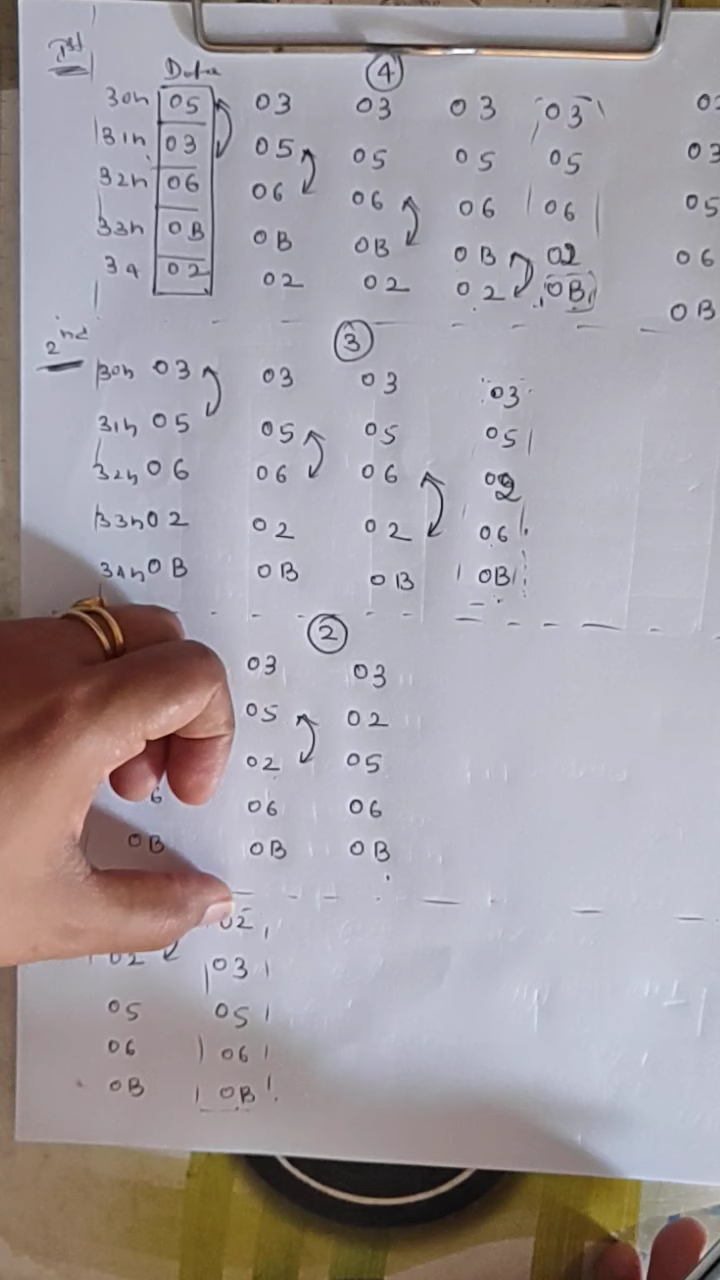 Ist
Data
4
30h 05 03 03 03 03
31h 03 05 05 05 05 03
32h 06 06 06 06 06 05
33h 0B 0B 0B 0B 02 06
34 02 02 02 02 0B 0B
2nd
3
30h 03 03 03 03
31h 05 05 05 05
32h 06 06 06 02
33h 02 02 02 06
34h 0B 0B 0B 0B
2
03 03
05 02
02 05
6 06 06
0B 0B 0B
02
02 03
05 05
06 06
0B 0B